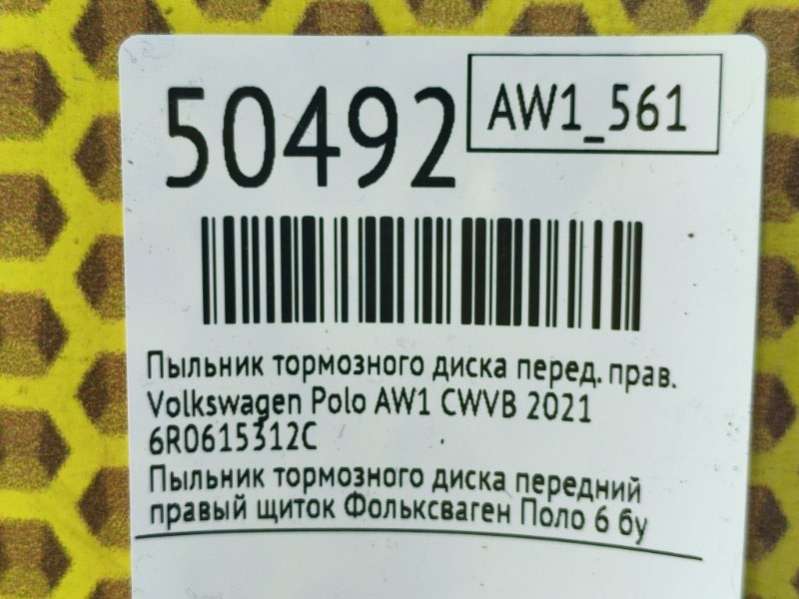 50492
AW1_561
Пыльник тормозного диска перед. прав.
Volkswagen Polo AW1 CWVB 2021
6R0615312C
Пыльник тормозного диска передний
правый щиток Фольксваген Поло 6 бу